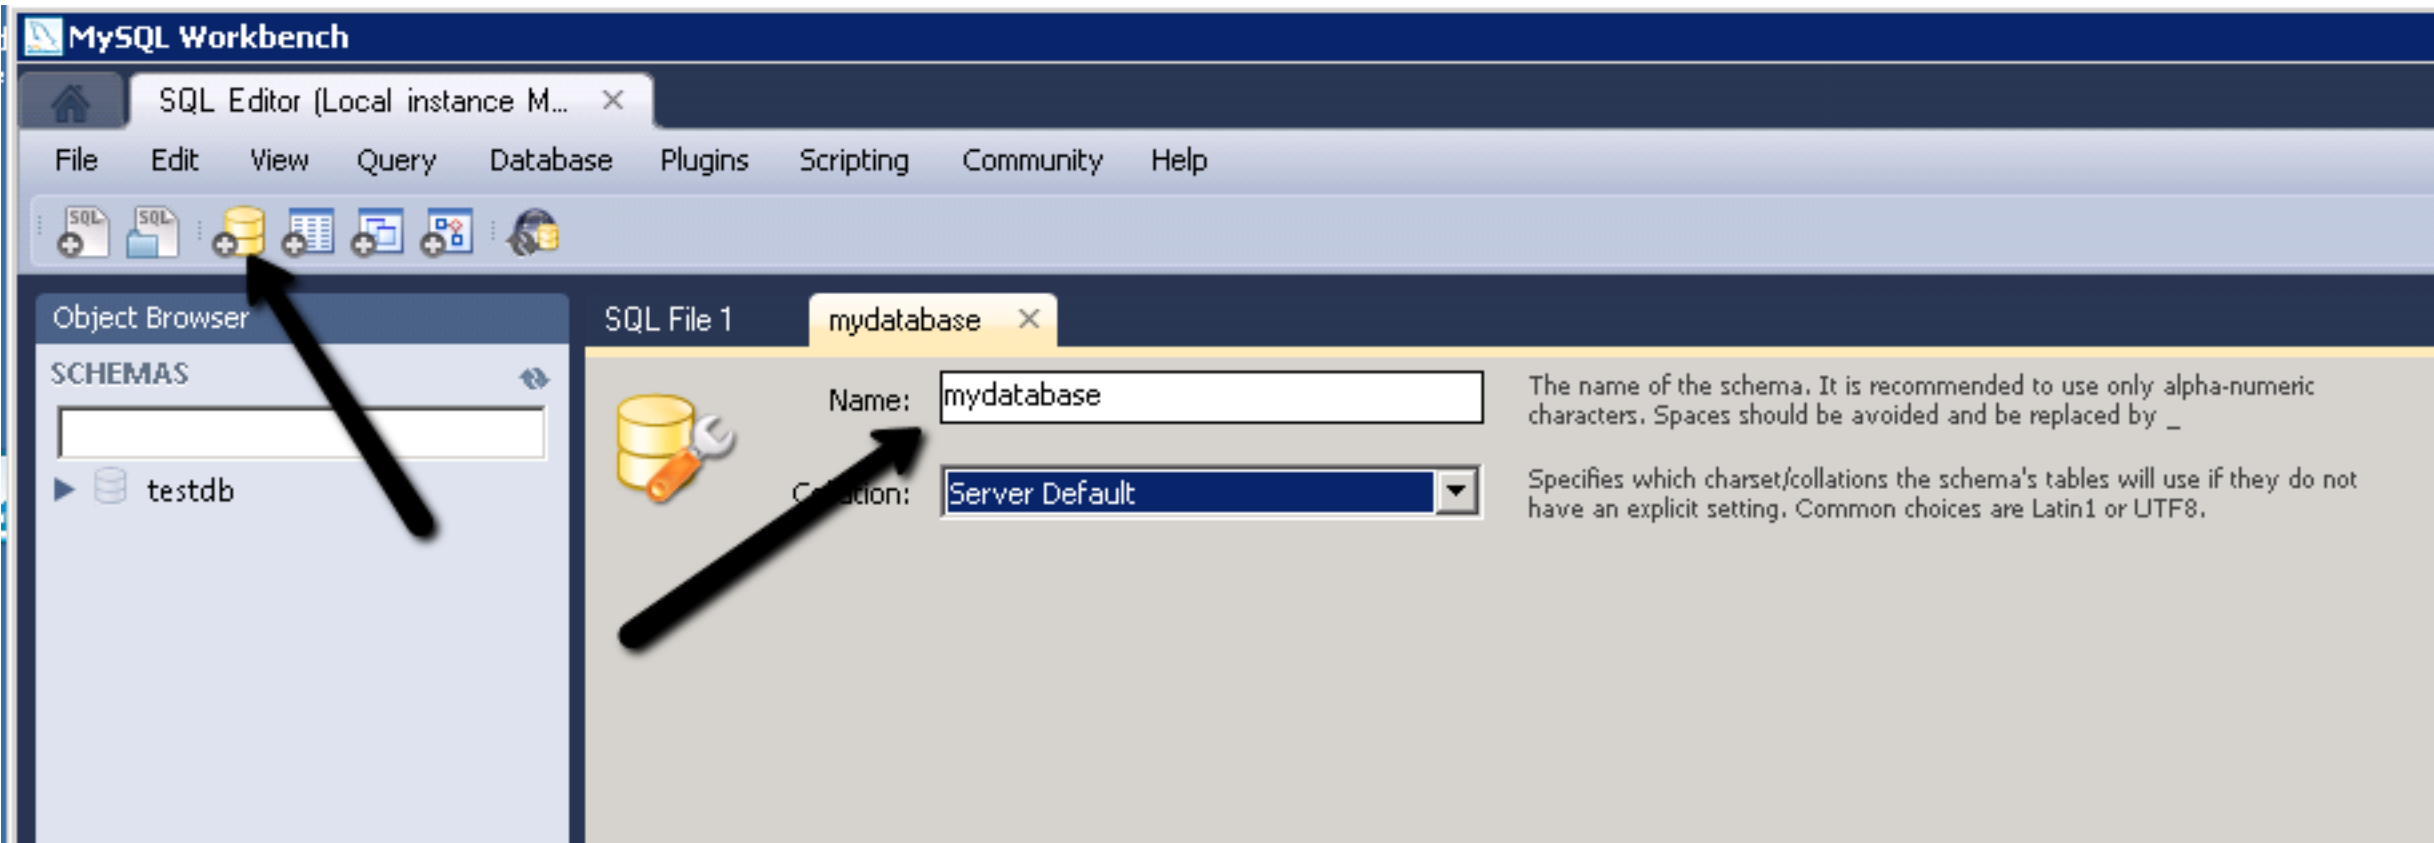 MySQL Workbench
SQL Editor (Local instance M...
File Edit View Query Database Plugins Scripting Community Help
SQL SQL
Object Browser
SQL File 1 mydatabase
SCHEMAS
testdb
Name: mydatabase
The name of the schema. It is recommended to use only alpha-numeric
characters. Spaces should be avoided and be replaced by _
Server Default
Specifies which charset/collations the schema's tables will use if they do not
have an explicit setting. Common choices are Latin1 or UTF8.